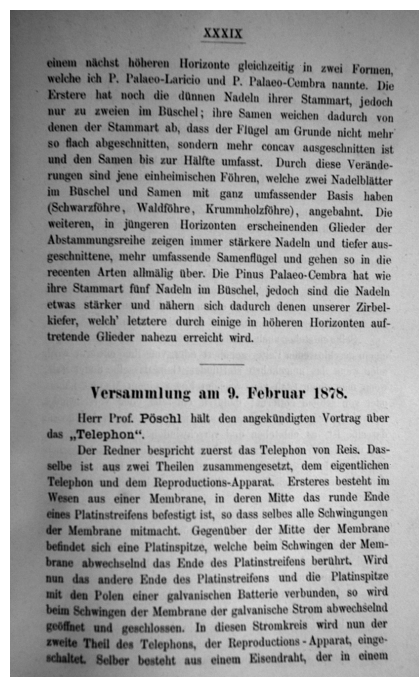 XXXIX
einem nächst höheren Horizonte gleichzeitig in zwei Formen,
welche ich P. Palaeo-Laricio und P. Palaeo-Cembra nannte. Die
Erstere hat noch die dünnen Nadeln ihrer Stammart, jedoch
nur zu zweien im Büschel; ihre Samen weichen dadurch von
denen der Stammart ab, dass der Flügel am Grunde nicht mehr
so flach abgeschnitten, sondern mehr concav ausgeschnitten ist
und den Samen bis zur Hälfte umfasst. Durch diese Verände-
rungen sind jene einheimischen Föhren, welche zwei Nadelblätter
im Büschel und Samen mit ganz umfassender Basis haben
(Schwarzföhre, Waldföhre, Krummholzföhre), angebahnt. Die
weiteren, in jüngeren Horizonten erscheinenden Glieder der
Abstammungsreihe zeigen immer stärkere Nadeln und tiefer aus-
geschnittene, mehr umfassende Samenflügel und gehen so in die
recenten Arten allmälig über. Die Pinus Palaeo-Cembra hat wie
ihre Stammart fünf Nadeln im Büschel, jedoch sind die Nadeln
etwas stärker und nähern sich dadurch denen unserer Zirbel-
kiefer, welch' letztere durch einige in höheren Horizonten auf-
tretende Glieder nahezu erreicht wird.
Versammlung am 9. Februar 1878.
Herr Prof. Pöschl hält den angekündigten Vortrag über
das „Telephon“.
Der Redner bespricht zuerst das Telephon von Reis. Das-
selbe ist aus zwei Theilen zusammengesetzt, dem eigentlichen
Telephon und dem Reproductions-Apparat. Ersteres besteht im
Wesen aus einer Membrane, in deren Mitte das runde Ende
eines Platinstreifens befestigt ist, so dass selbes alle Schwingungen
der Membrane mitmacht. Gegenüber der Mitte der Membrane
befindet sich eine Platinspitze, welche beim Schwingen der Mem-
brane abwechselnd das Ende des Platinstreifens berührt. Wird
nun das andere Ende des Platinstreifens und die Platinspitze
mit den Polen einer galvanischen Batterie verbunden, so wird
beim Schwingen der Membrane der galvanische Strom abwechselnd
geöffnet und geschlossen. In diesen Stromkreis wird nun der
zweite Theil des Telephons, der Reproductions-Apparat, einge-
schaltet. Selber besteht aus einem Eisendraht, der in einem